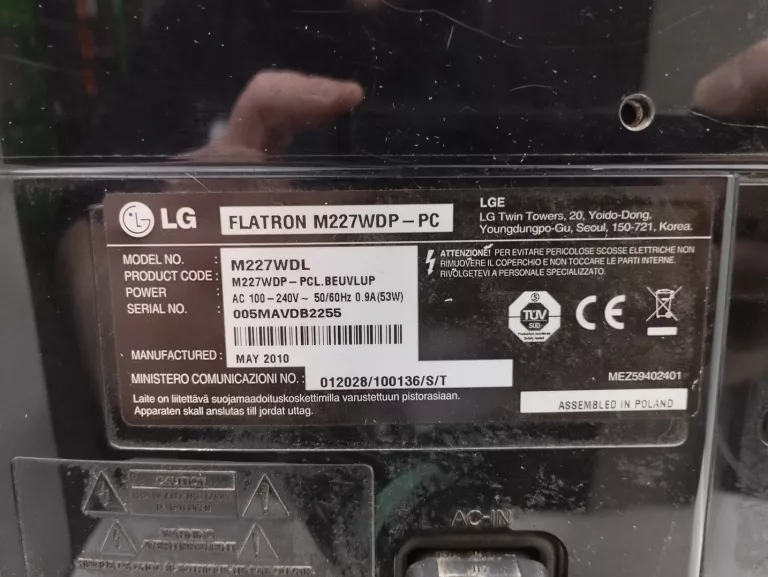 LG FLATRON M227WDP-PC
LGE
LG Twin Towers, 20, Yoido-Dong,
Youngdungpo-Gu, Seoul, 150-721, Korea.
MODEL NO. : M227WDL
PRODUCT CODE : M227WDP-PCL.BEUVLUP
POWER : AC 100-240V~ 50/60Hz 0.9A(53W)
SERIAL NO. : 005MAVDB2255
MANUFACTURED : MAY 2010
MINISTERO COMUNICAZIONI NO. : 012028/100136/S/T
ATTENZIONE! PER EVITARE PERICOLOSE SCOSSE ELETTRICHE NON
RIMUOVERE IL COPERCHIO E NON TOCCARE LE PARTI INTERNE.
RIVOLGETEVI A PERSONALE SPECIALIZZATO.
TÜV
SÜD
CE
MEZ59402401
ASSEMBLED IN POLAND
Laite on liitettävä suojamaadoituskoskettimilla varustettuun pistorasiaan.
Apparaten skall anslutas till jordat uttag.
CAUTION
WARNING
AC-IN